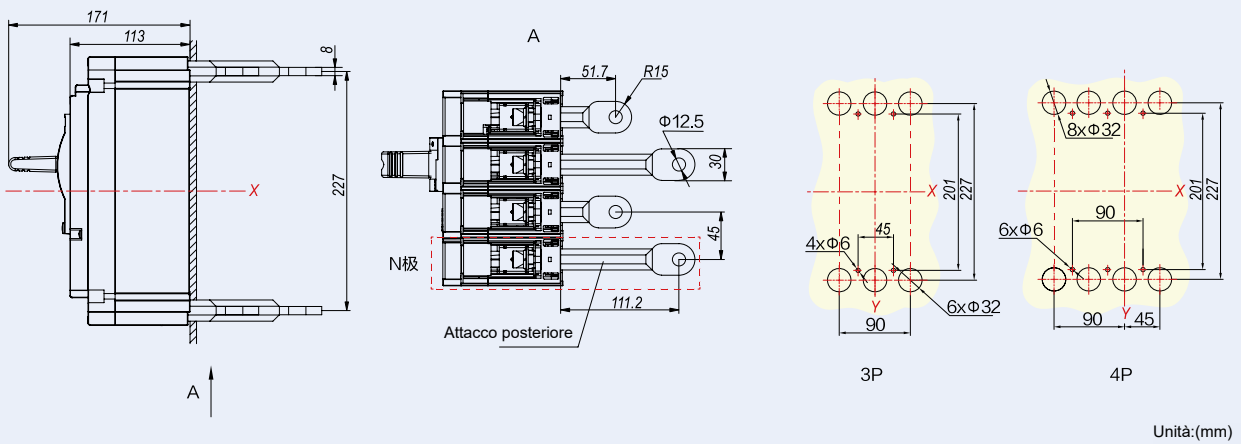 171
113
8
227
X
A
A
51.7
R15
Φ12.5
30
45
N极
111.2
Attacco posteriore
X
201
227
4xΦ6
45
6xΦ32
Y
90
3P
8xΦ32
X
201
227
90
6xΦ6
Y
90
45
4P
Unità:(mm)